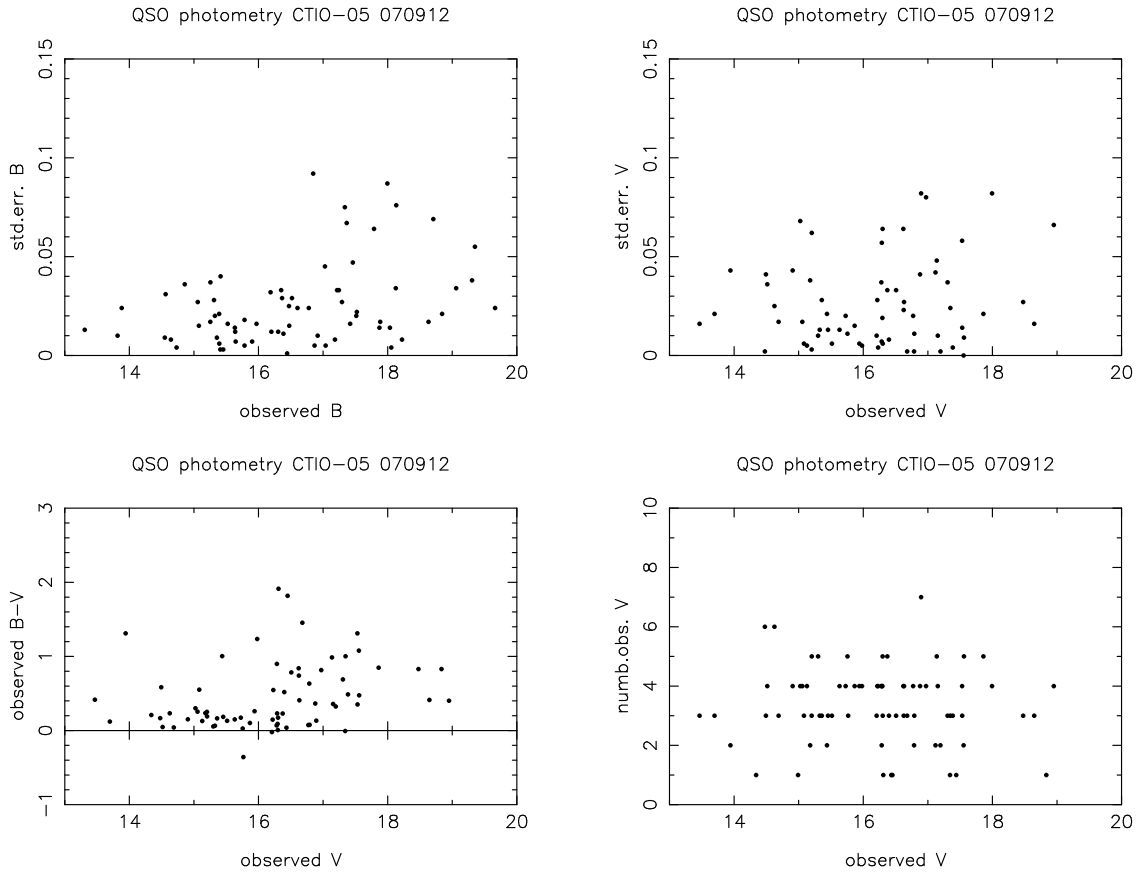 QSO photometry CTIO-05 070912
0.15
0.1
0.05
0
std.err. B
14 16 18 20
observed B
QSO photometry CTIO-05 070912
0.15
0.1
0.05
0
std.err. V
14 16 18 20
observed V
QSO photometry CTIO-05 070912
3
2
1
0
-1
observed B-V
14 16 18 20
observed V
QSO photometry CTIO-05 070912
10
8
6
4
2
0
numb.obs. V
14 16 18 20
observed V